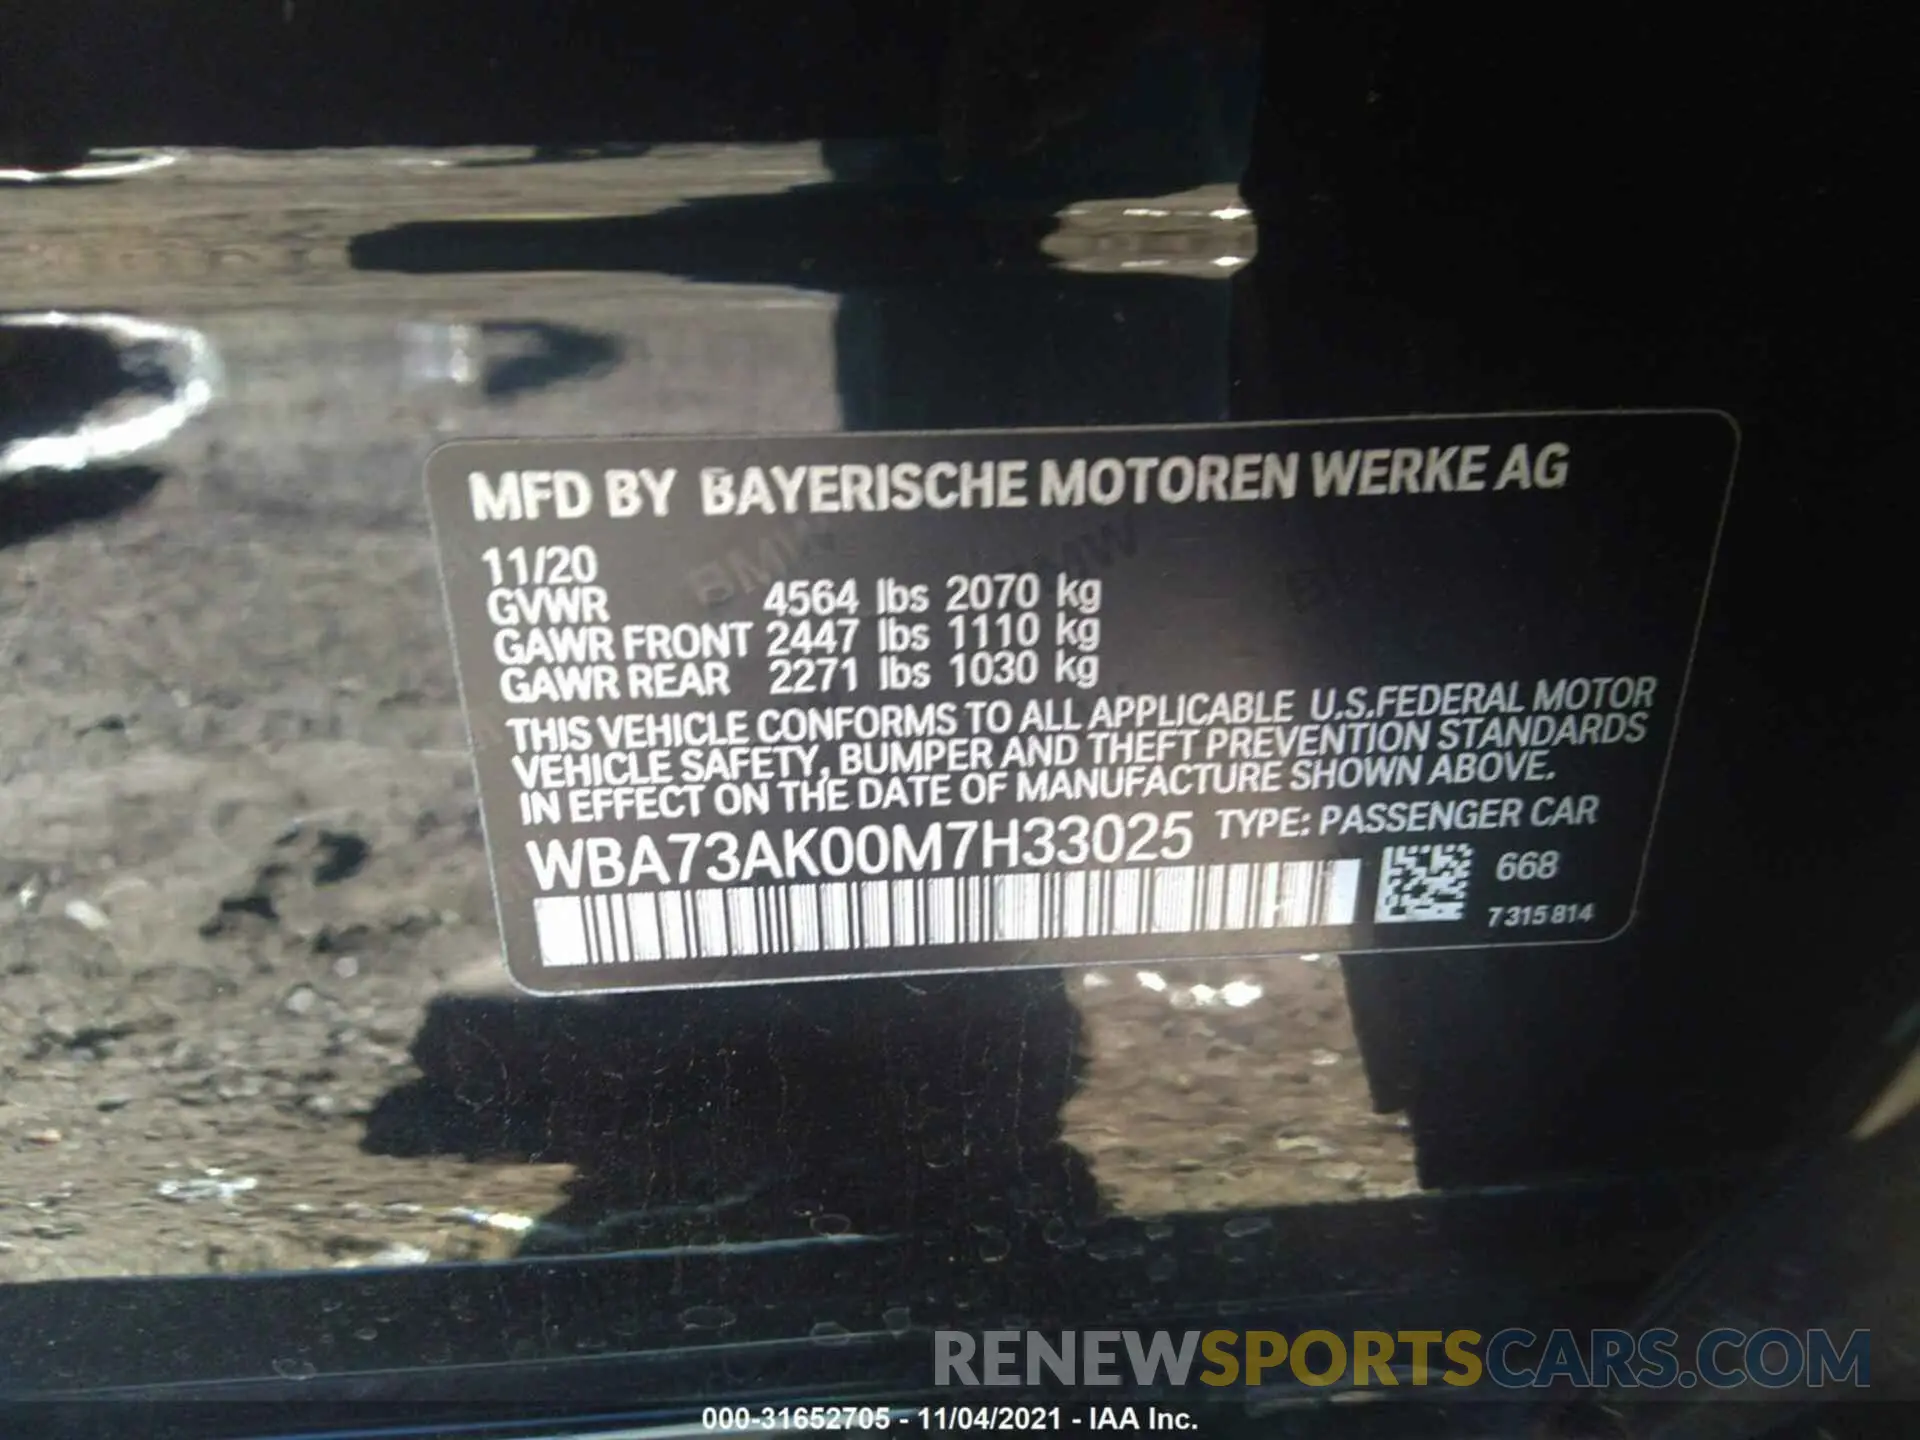 MFD BY BAYERISCHE MOTOREN WERKE AG
11/20
GVWR 4564 lbs 2070 kg
GAWR FRONT 2447 lbs 1110 kg
GAWR REAR 2271 lbs 1030 kg
THIS VEHICLE CONFORMS TO ALL APPLICABLE U.S.FEDERAL MOTOR
VEHICLE SAFETY, BUMPER AND THEFT PREVENTION STANDARDS
IN EFFECT ON THE DATE OF MANUFACTURE SHOWN ABOVE.
WBA73AK00M7H33025 TYPE: PASSENGER CAR
668
7315814
BMW
BMW
RENEWSPORTSCARS.COM
000-31652705 - 11/04/2021 - IAA Inc.